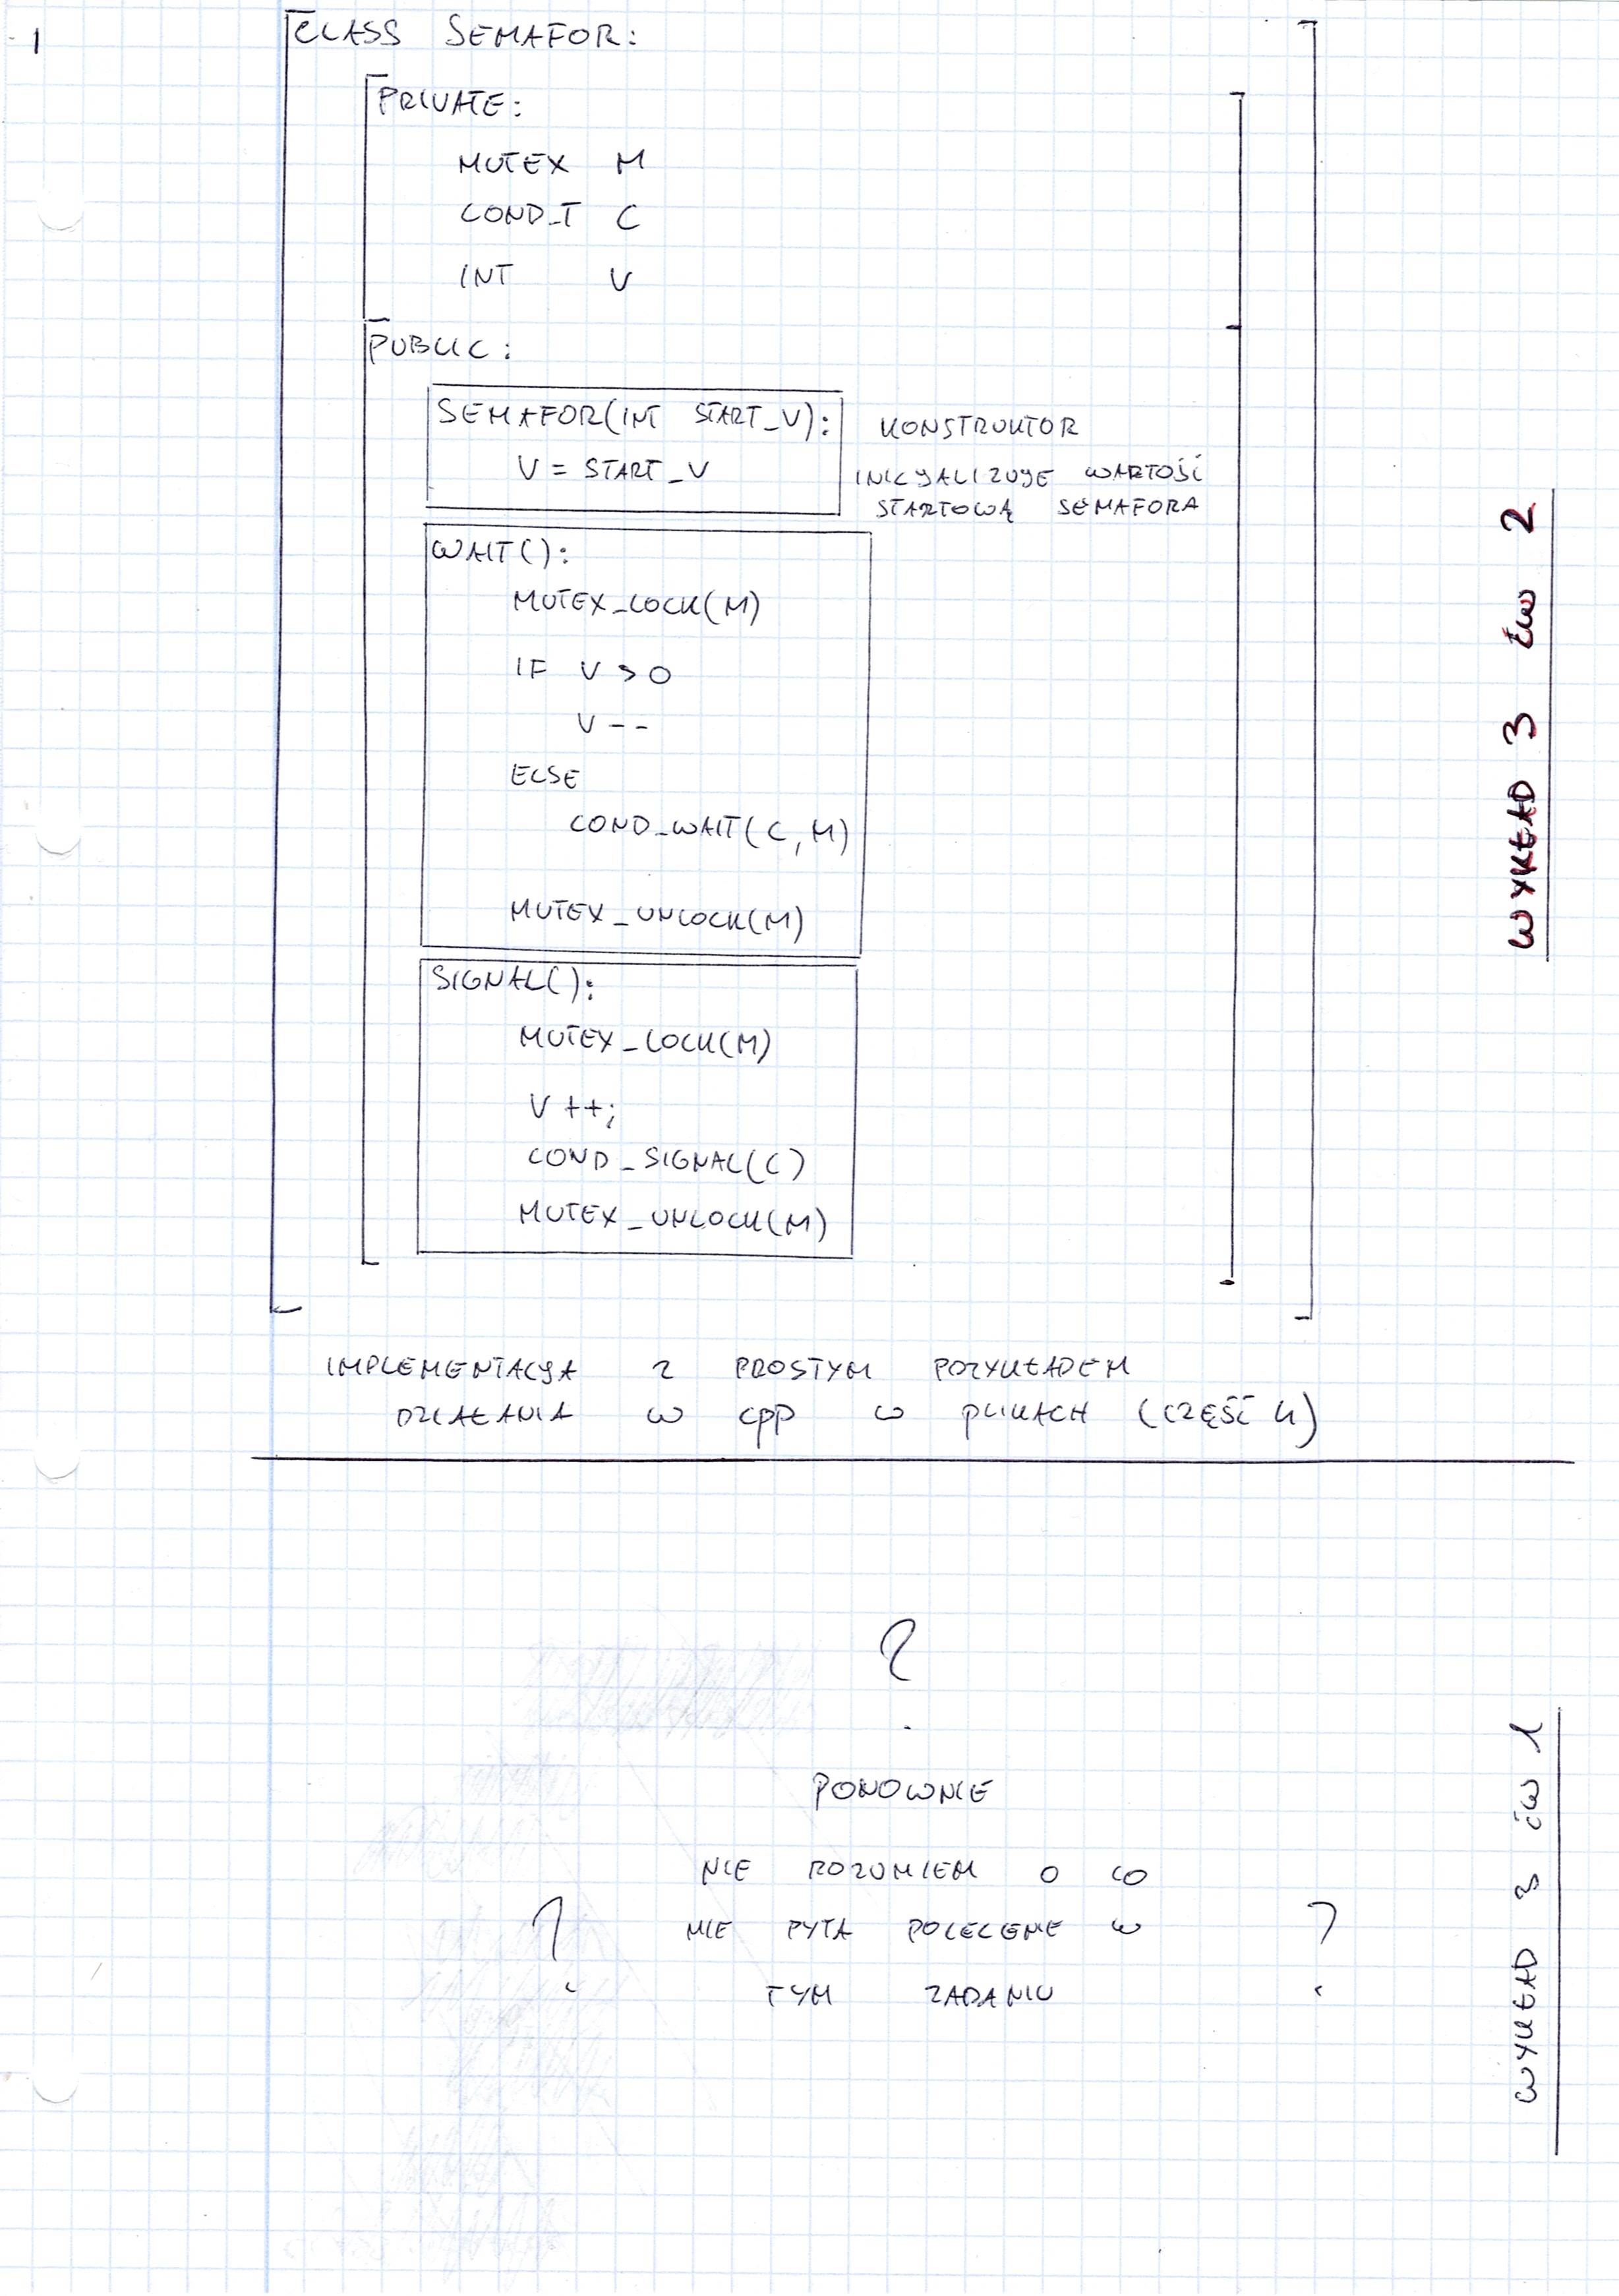 1
CLASS SEMAFOR:
PRIVATE:
MUTEX M
COND_T C
INT V
PUBLIC:
SEMAFOR(INT START_V):
V = START_V
KONSTRUKTOR
INICJALIZUJE WARTOŚĆ
STARTOWĄ SEMAFORA
WAIT():
MUTEX_LOCK(M)
IF V > 0
V --
ELSE
COND_WAIT(C, M)
MUTEX_UNLOCK(M)
SIGNAL():
MUTEX_LOCK(M)
V ++;
COND_SIGNAL(C)
MUTEX_UNLOCK(M)
WYKŁAD 3 ćw 2
IMPLEMENTACJA Z PROSTYM PRZYKŁADEM
DZIAŁANIA W cpp W PLIKACH (CZĘŚĆ K)
?
PONOWNIE
NIE ROZUMIEM O CO
? MNIE PYTA POLECENIE W ?
TYM ZADANIU
WYKŁAD 3 ćw 1